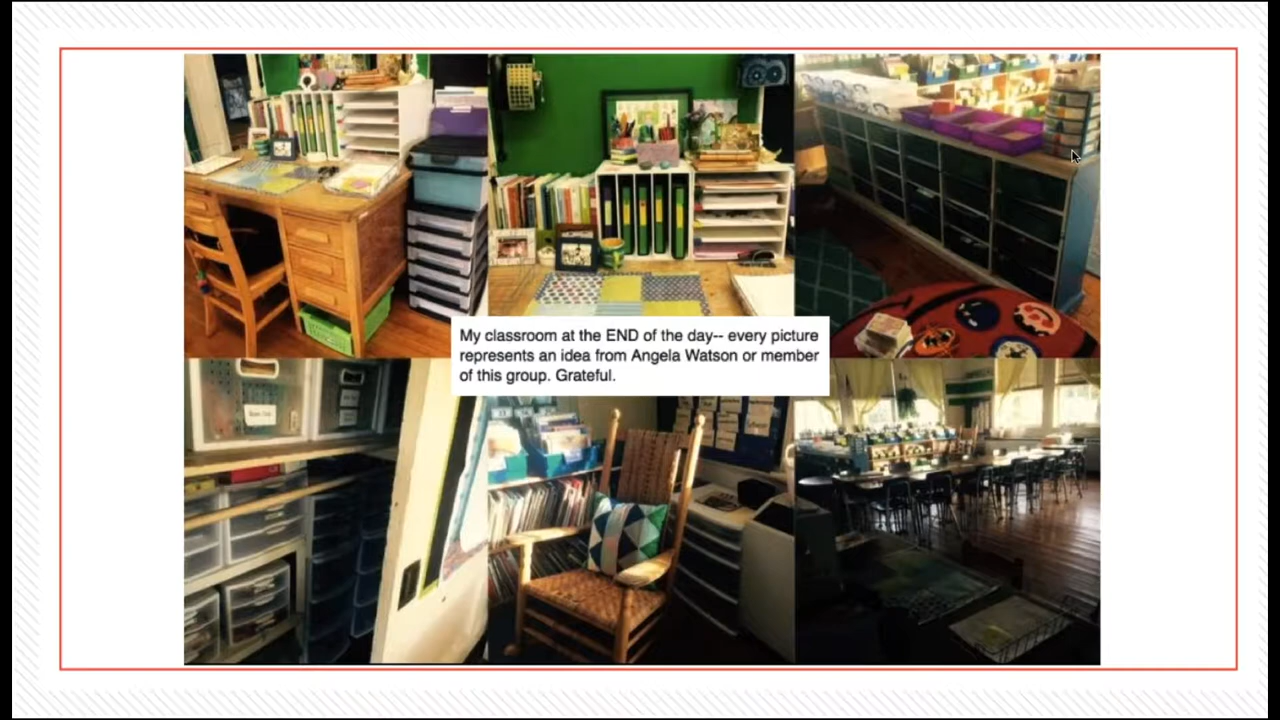 My classroom at the END of the day-- every picture
represents an idea from Angela Watson or member
of this group. Grateful.